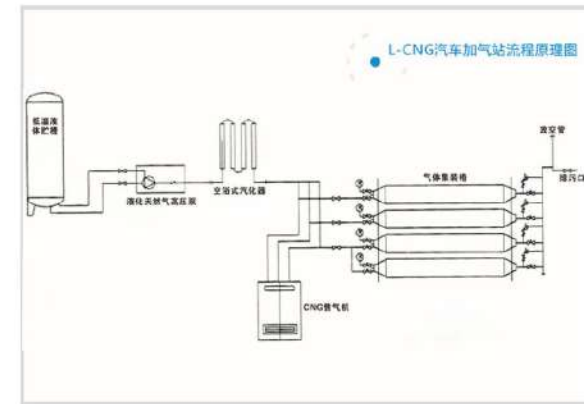 L-CNG汽车加气站流程原理图
低温液
体贮槽
液化天然气高压泵
空浴式汽化器
气体集装格
放空管
排污口
CNG售气机